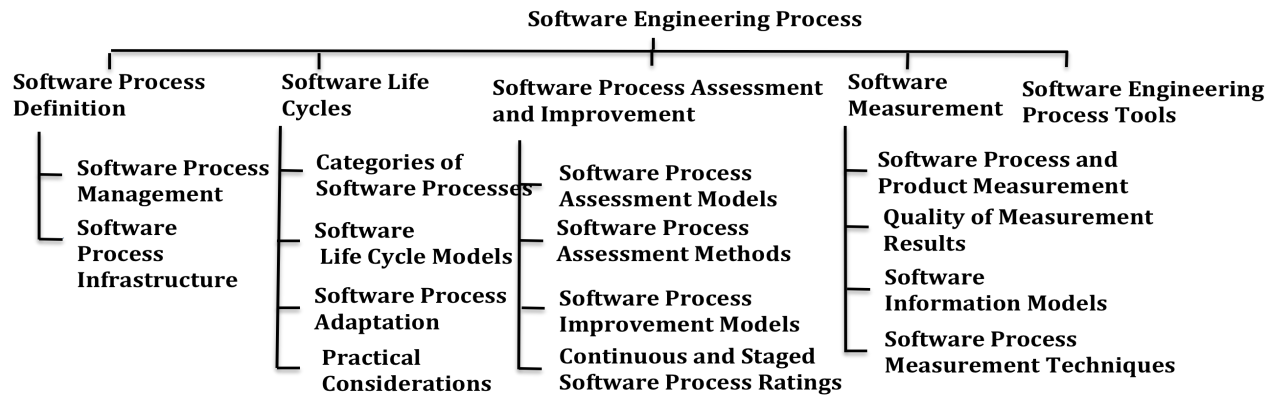 Software Engineering Process
Software Process
Definition
Software Process
Management
Software
Process
Infrastructure
Software Life
Cycles
Categories of
Software Processes
Software
Life Cycle Models
Software Process
Adaptation
Practical
Considerations
Software Process Assessment
and Improvement
Software Process
Assessment Models
Software Process
Assessment Methods
Software Process
Improvement Models
Continuous and Staged
Software Process Ratings
Software
Measurement
Software Process and
Product Measurement
Quality of Measurement
Results
Software
Information Models
Software Process
Measurement Techniques
Software Engineering
Process Tools